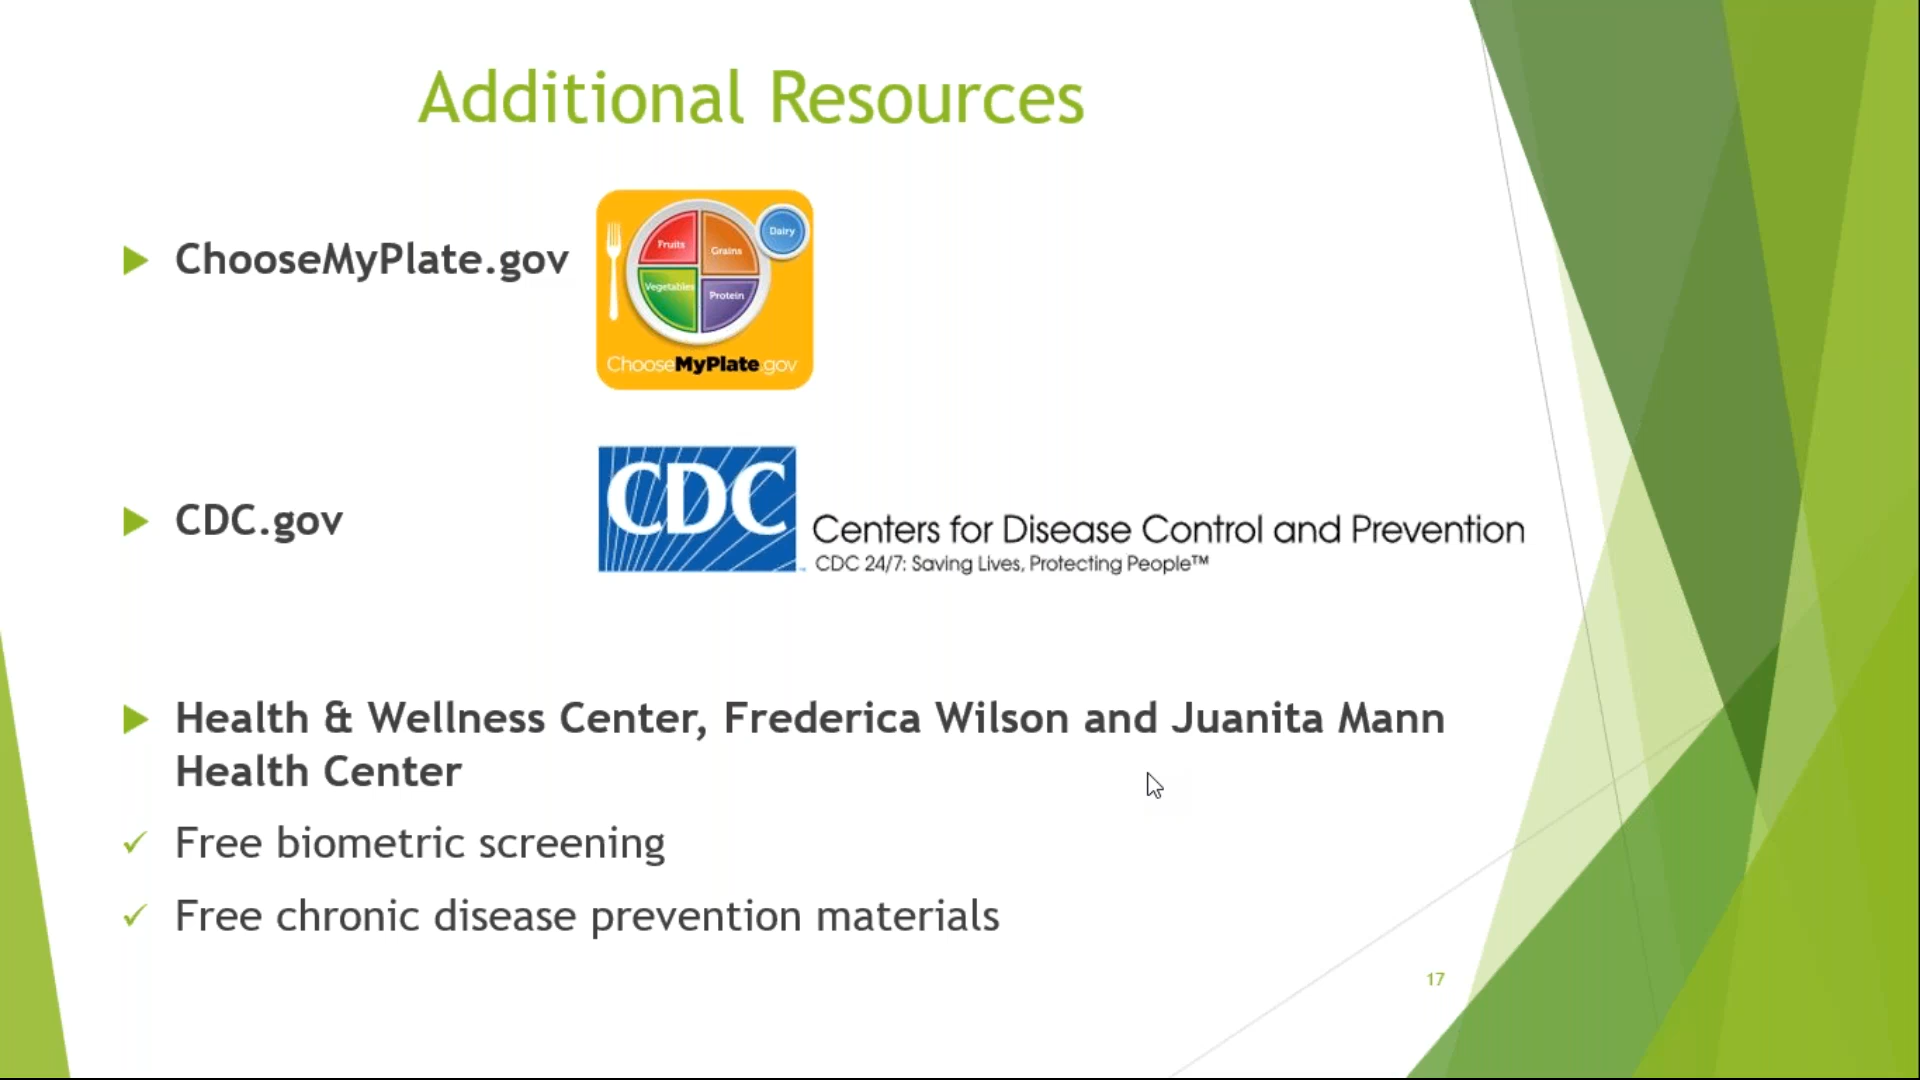 Additional Resources
ChooseMyPlate.gov
Fruits
Grains
Dairy
Vegetables
Protein
ChooseMyPlate.gov
CDC.gov
CDC
Centers for Disease Control and Prevention
CDC 24/7: Saving Lives, Protecting People™
Health & Wellness Center, Frederica Wilson and Juanita Mann
Health Center
Free biometric screening
Free chronic disease prevention materials
17